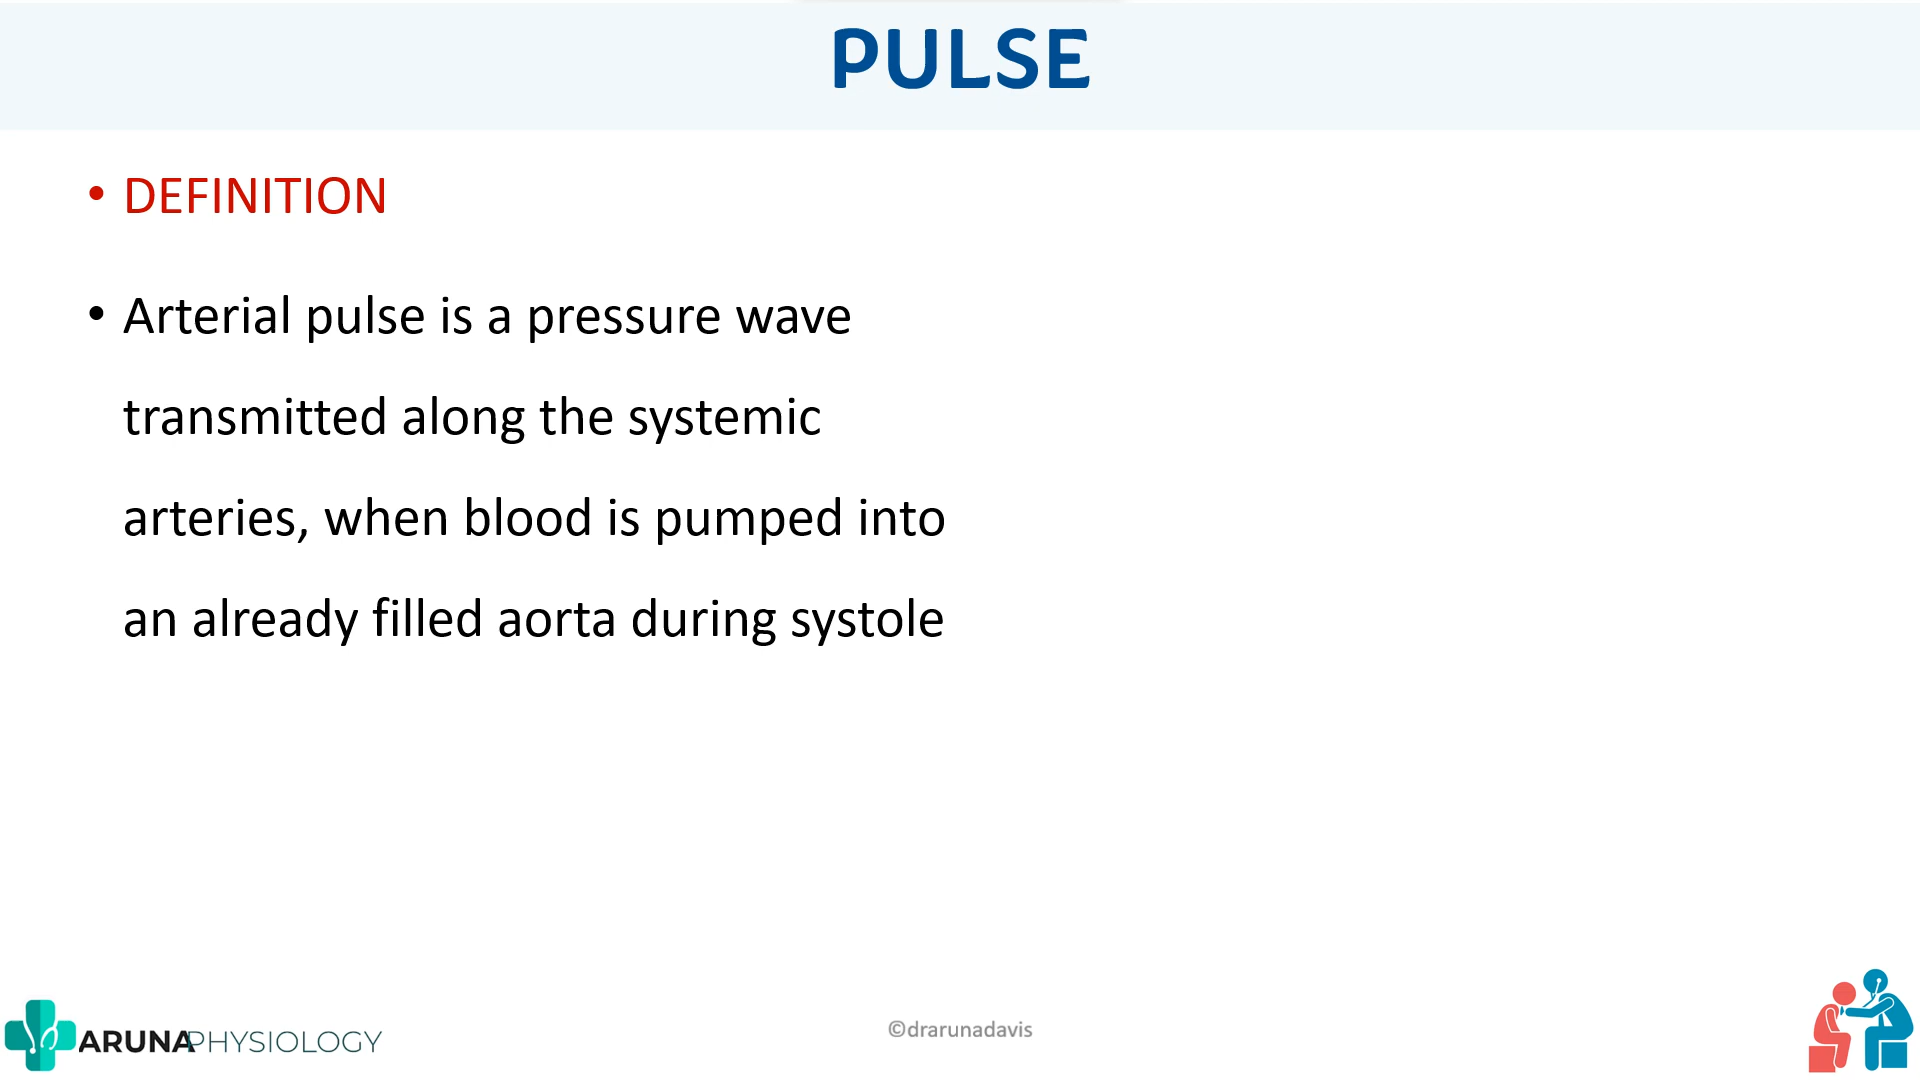 PULSE
• DEFINITION
• Arterial pulse is a pressure wave
transmitted along the systemic
arteries, when blood is pumped into
an already filled aorta during systole
ARUNAPHYSIOLOGY
©drarunadavis